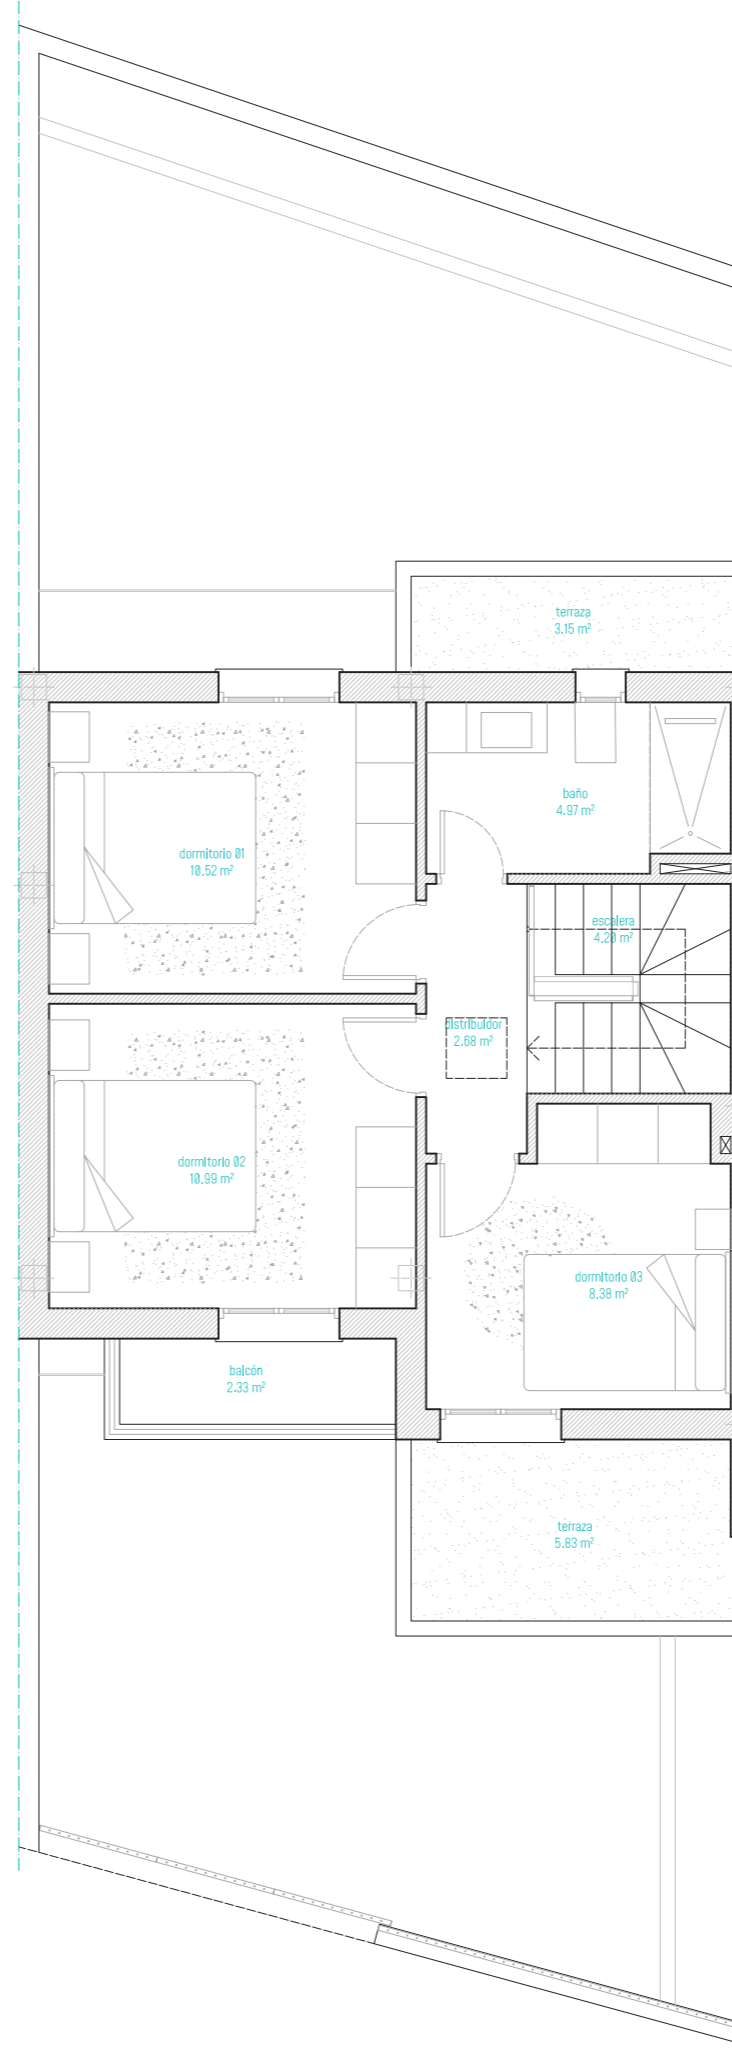 terraza
3.15 m²
baño
4.97 m²
dormitorio 01
10.52 m²
escalera
4.20 m²
distribuidor
2.68 m²
dormitorio 02
10.99 m²
dormitorio 03
8.38 m²
balcón
2.33 m²
terraza
5.83 m²